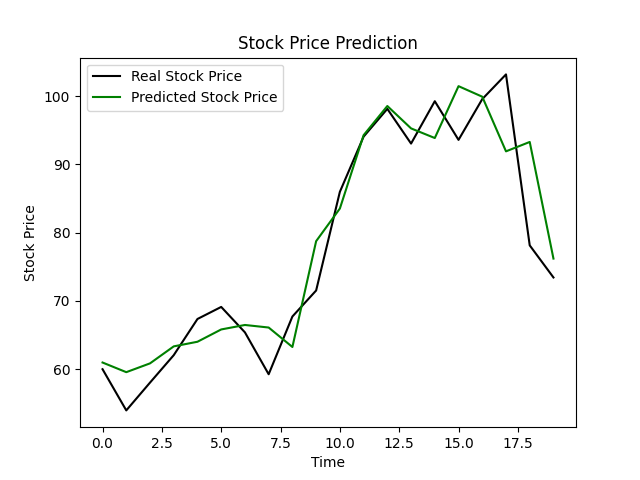 Stock Price Prediction
Real Stock Price
Predicted Stock Price
100
90
80
70
60
Stock Price
0.0 2.5 5.0 7.5 10.0 12.5 15.0 17.5
Time